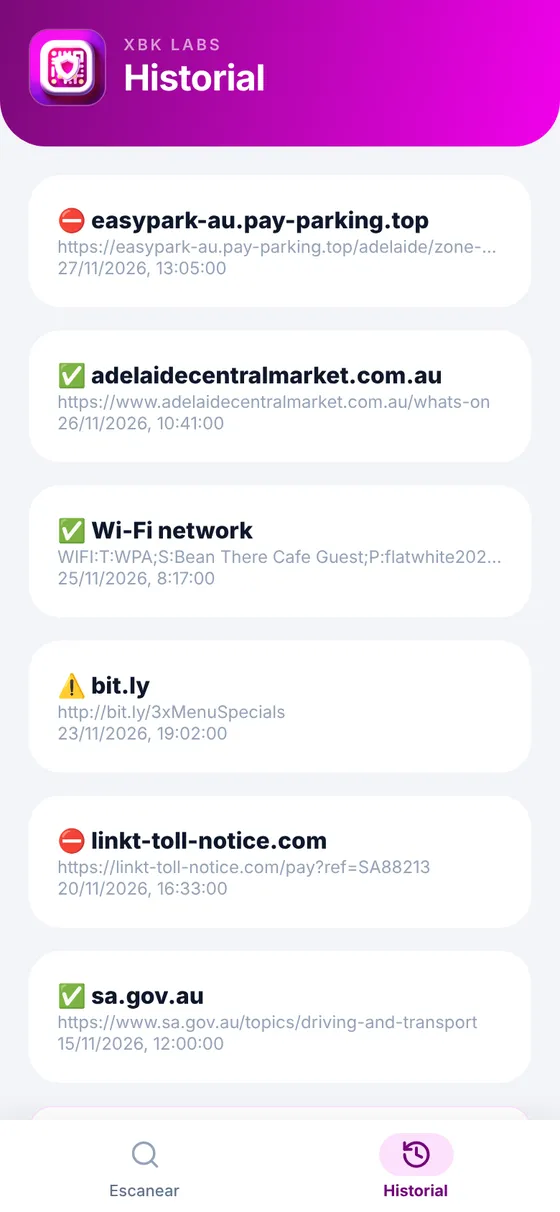 XBK LABS
Historial
⛔ easypark-au.pay-parking.top
https://easypark-au.pay-parking.top/adelaide/zone-...
27/11/2026, 13:05:00
✅ adelaidecentralmarket.com.au
https://www.adelaidecentralmarket.com.au/whats-on
26/11/2026, 10:41:00
✅ Wi-Fi network
WIFI:T:WPA;S:Bean There Cafe Guest;P:flatwhite202...
25/11/2026, 8:17:00
⚠️ bit.ly
http://bit.ly/3xMenuSpecials
23/11/2026, 19:02:00
⛔ linkt-toll-notice.com
https://linkt-toll-notice.com/pay?ref=SA88213
20/11/2026, 16:33:00
✅ sa.gov.au
https://www.sa.gov.au/topics/driving-and-transport
15/11/2026, 12:00:00
Escanear
Historial